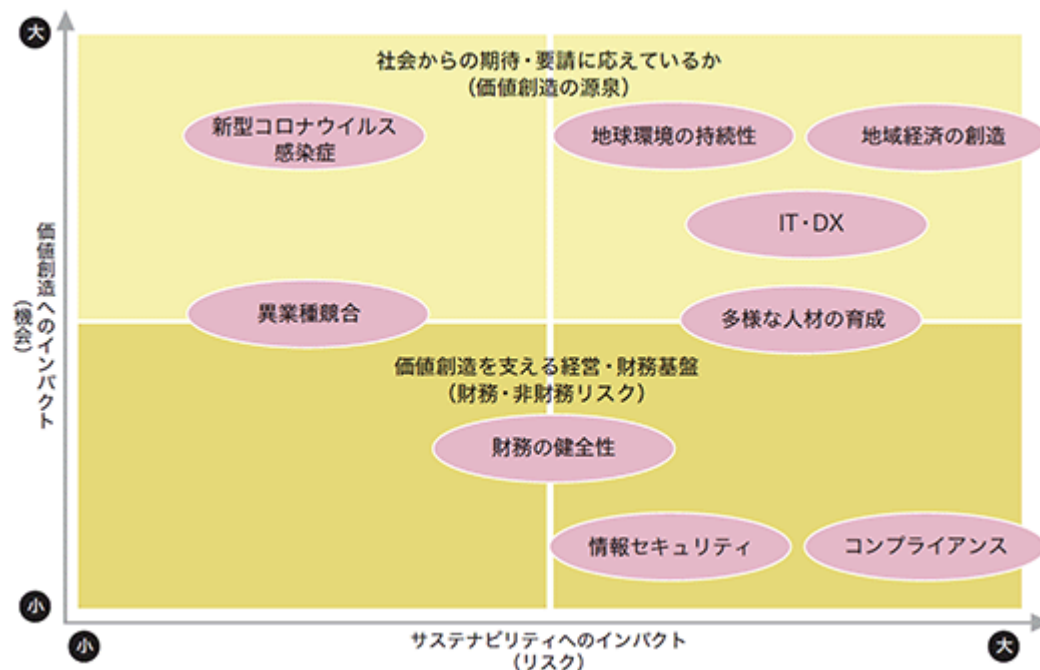 大
社会からの期待・要請に応えているか
（価値創造の源泉）
新型コロナウイルス
感染症
地球環境の持続性
地域経済の創造
IT・DX
価値創造へのインパクト
（機会）
異業種競合
多様な人材の育成
価値創造を支える経営・財務基盤
（財務・非財務リスク）
財務の健全性
情報セキュリティ
コンプライアンス
小
小
サステナビリティへのインパクト
（リスク）
大